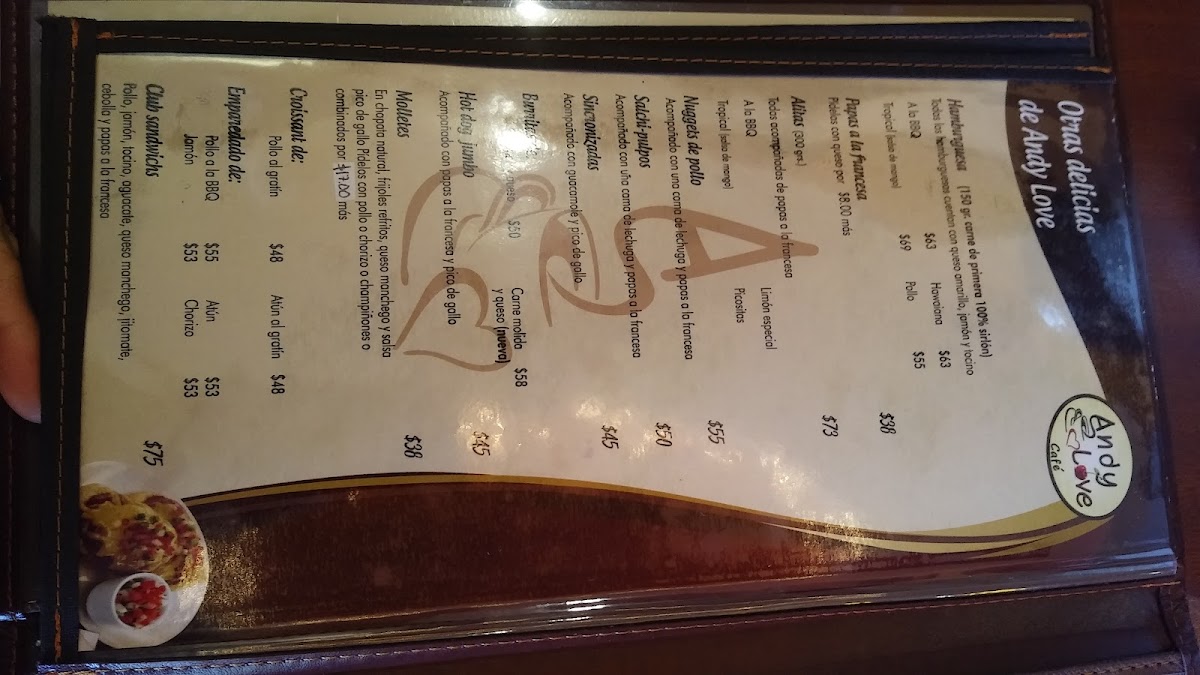 Otras delicias
de Andy Love
Andy Love
Café
Hamburguesa (150 gr. carne de primera 100% sirlón)
Todas las hamburguesas cuentan con queso amarillo, jamón y tocino
A la BBQ $63 Hawaiana $63
Tropical (salsa de mango) $69 Pollo $55
Papas a la francesa $38
Pídelas con queso por $8.00 más
Alitas (300 grs.) $73
Todas acompañadas de papas a la francesa
A la BBQ Limón especial
Tropical (salsa de mango) Picositas
Nuggets de pollo $55
Acompañado con una cama de lechuga y papas a la francesa
Salchi-pulpos $50
Acompañado con una cama de lechuga y papas a la francesa
Sincronizadas $45
Acompañado con guacamole y pico de gallo
Burritos $50 Carne molida
y queso (nueva) $58
Hot dog jumbo $45
Acompañado con papas a la francesa y pico de gallo
Molletes $38
En chapata natural, frijoles refritos, queso manchego y salsa
pico de gallo Pídelos con pollo o chorizo o champiñones o
combinados por $17.00 más
Croissant de:
Pollo al gratín $48 Atún al gratín $48
Emparedado de:
Pollo a la BBQ $55 Atún $53
Jamón $53 Chorizo $53
Club sandwichs $75
Pollo, jamón, tocino, aguacate, queso manchego, jitomate,
cebolla y papas a la francesa